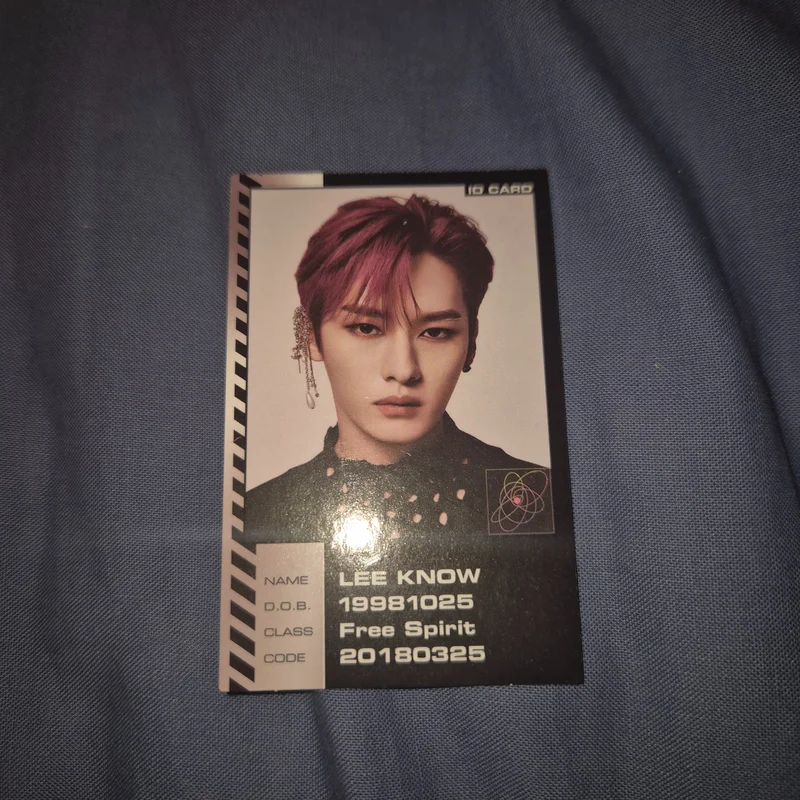 ID CARD
NAME LEE KNOW
D.O.B. 19981025
CLASS Free Spirit
CODE 20180325